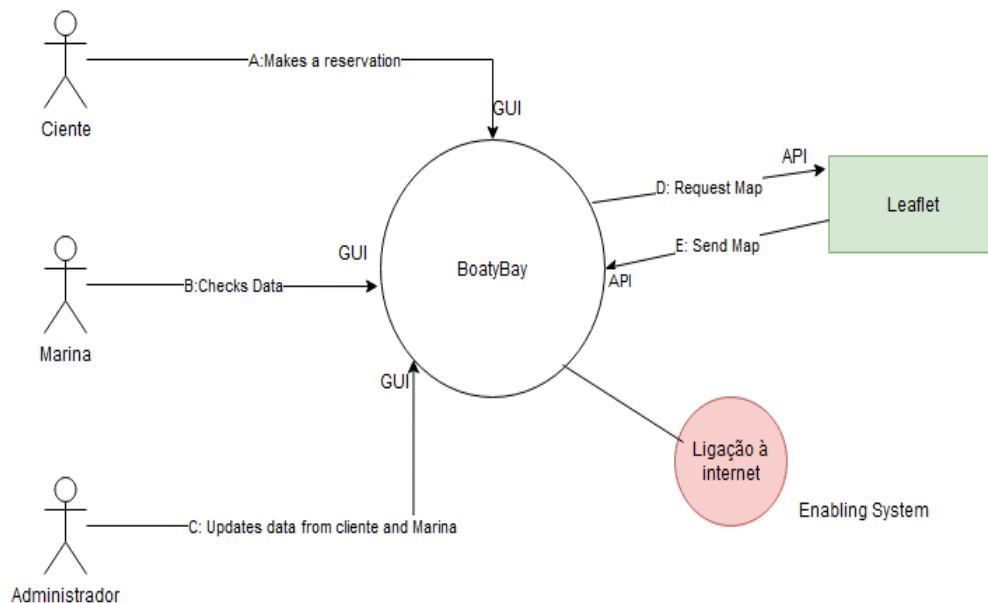 A:Makes a reservation
GUI
Ciente
API
D: Request Map
Leaflet
GUI
E: Send Map
BoatyBay
API
B:Checks Data
Marina
GUI
Ligação à
internet
Enabling System
C: Updates data from cliente and Marina
Administrador